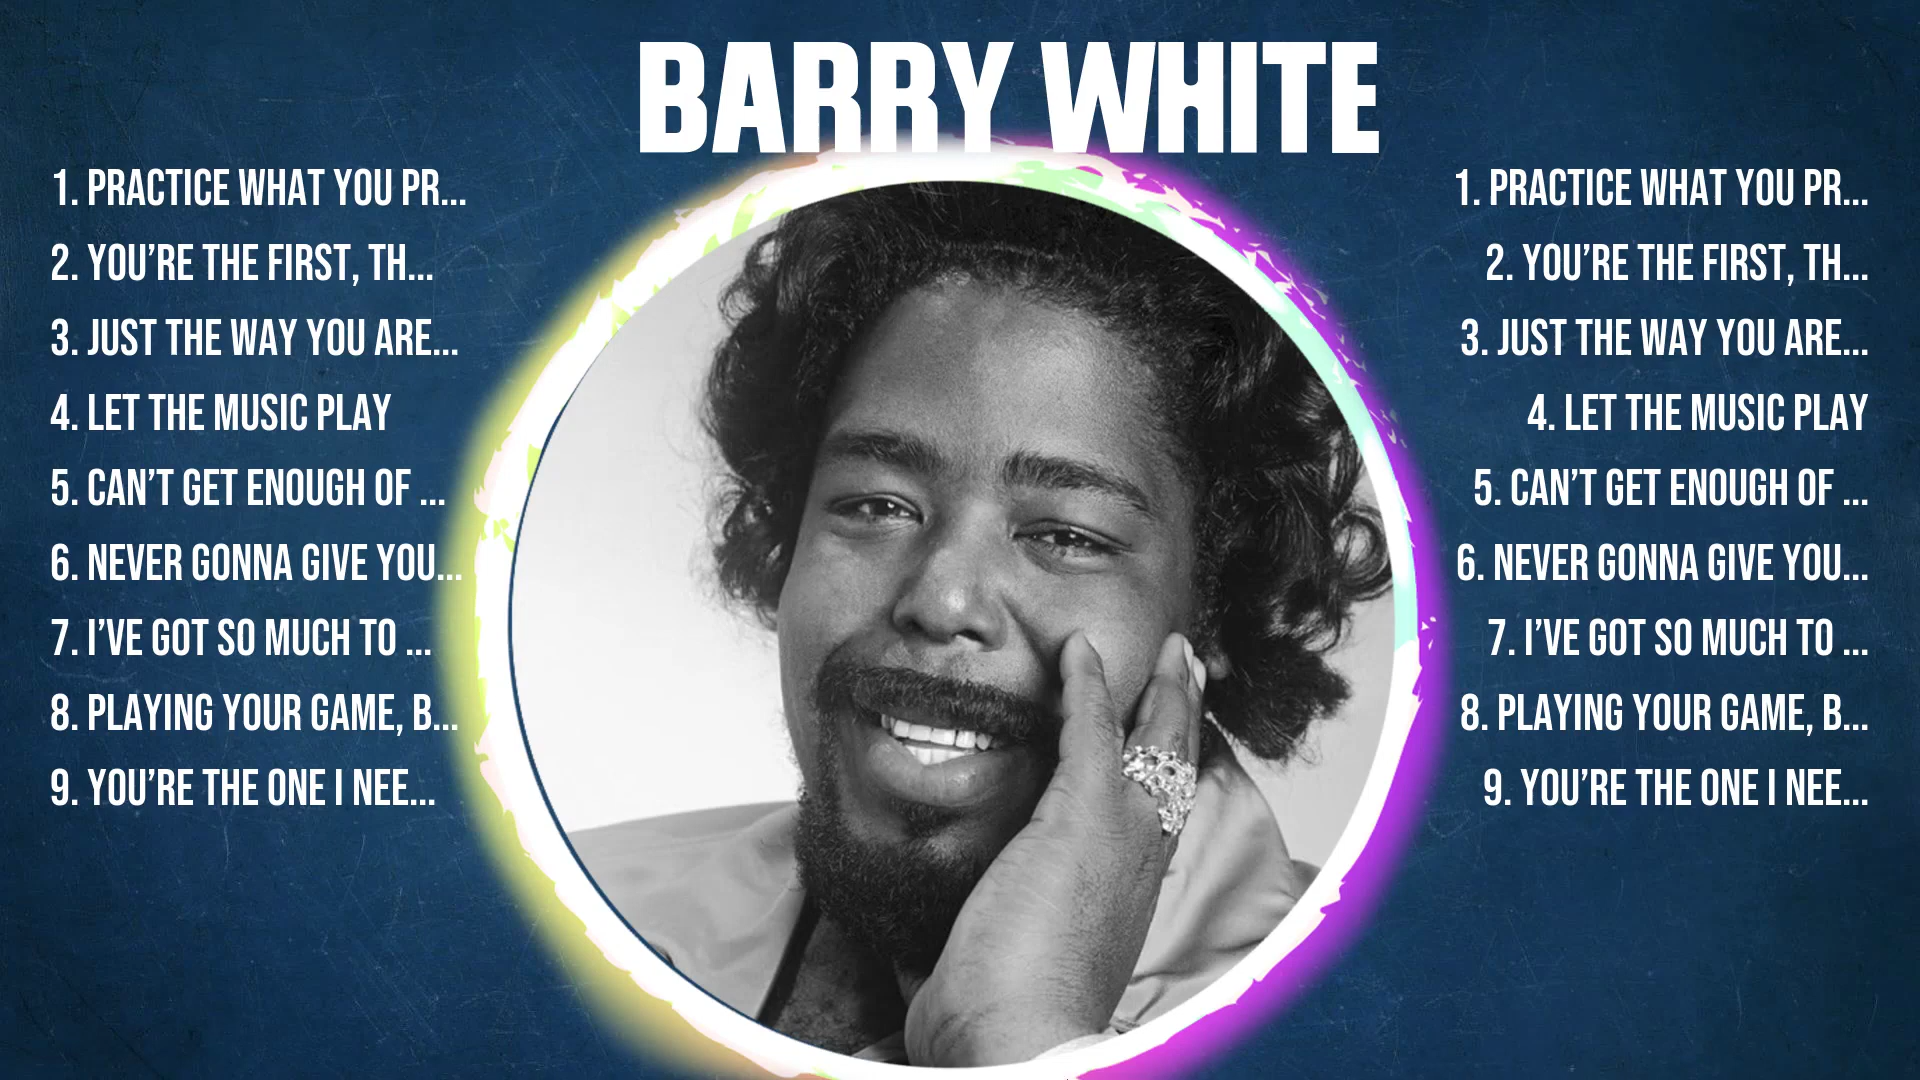 BARRY WHITE
1. PRACTICE WHAT YOU PR...
2. YOU’RE THE FIRST, TH...
3. JUST THE WAY YOU ARE...
4. LET THE MUSIC PLAY
5. CAN’T GET ENOUGH OF ...
6. NEVER GONNA GIVE YOU...
7. I’VE GOT SO MUCH TO ...
8. PLAYING YOUR GAME, B...
9. YOU’RE THE ONE I NEE...
1. PRACTICE WHAT YOU PR...
2. YOU’RE THE FIRST, TH...
3. JUST THE WAY YOU ARE...
4. LET THE MUSIC PLAY
5. CAN’T GET ENOUGH OF ...
6. NEVER GONNA GIVE YOU...
7. I’VE GOT SO MUCH TO ...
8. PLAYING YOUR GAME, B...
9. YOU’RE THE ONE I NEE...